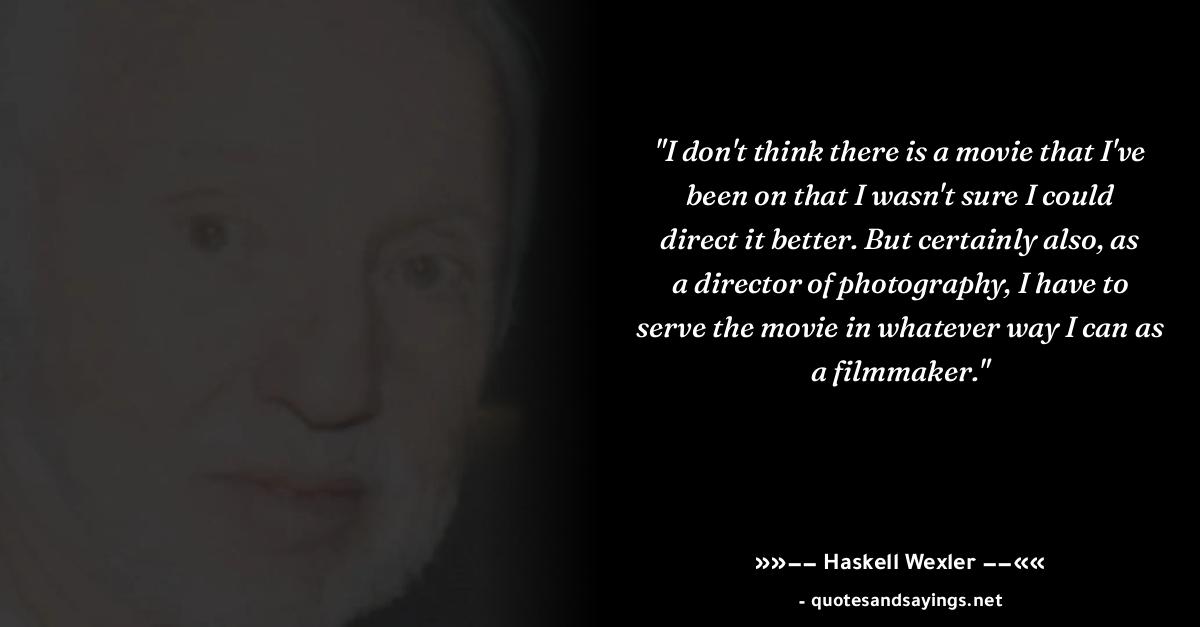 "I don't think there is a movie that I've
been on that I wasn't sure I could
direct it better. But certainly also, as
a director of photography, I have to
serve the movie in whatever way I can as
a filmmaker."
»»−− Haskell Wexler −−««
- quotesandsayings.net